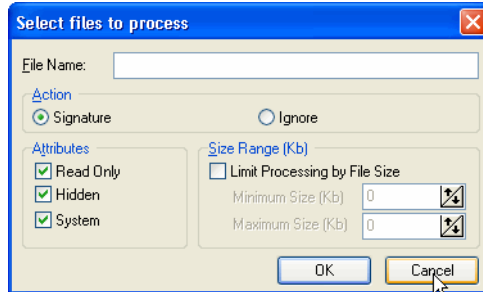 Select files to process
File Name:
Action
Signature Ignore
Attributes Size Range (Kb)
Read Only Limit Processing by File Size
Hidden Minimum Size (Kb) 0
System Maximum Size (Kb) 0
OK Cancel